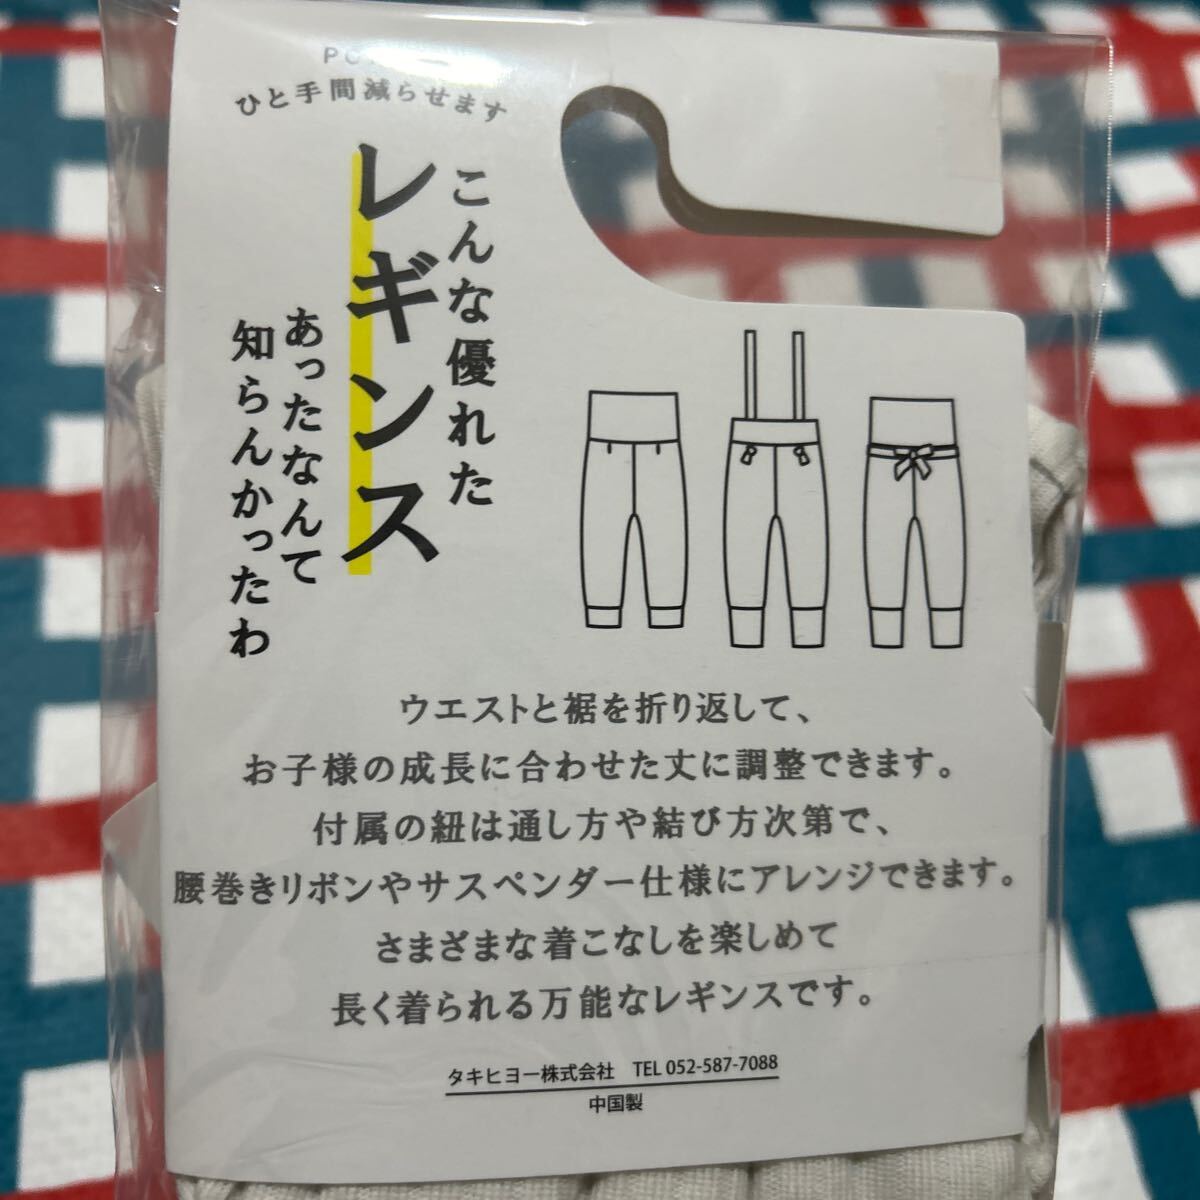 ひと手間減らせます
こんな優れた
レギンス
あったなんて
知らんかったわ
ウエストと裾を折り返して、
お子様の成長に合わせた丈に調整できます。
付属の紐は通し方や結び方次第で、
腰巻きリボンやサスペンダー仕様にアレンジできます。
さまざまな着こなしを楽しめて
長く着られる万能なレギンスです。
タキヒヨー株式会社 TEL 052-587-7088
中国製